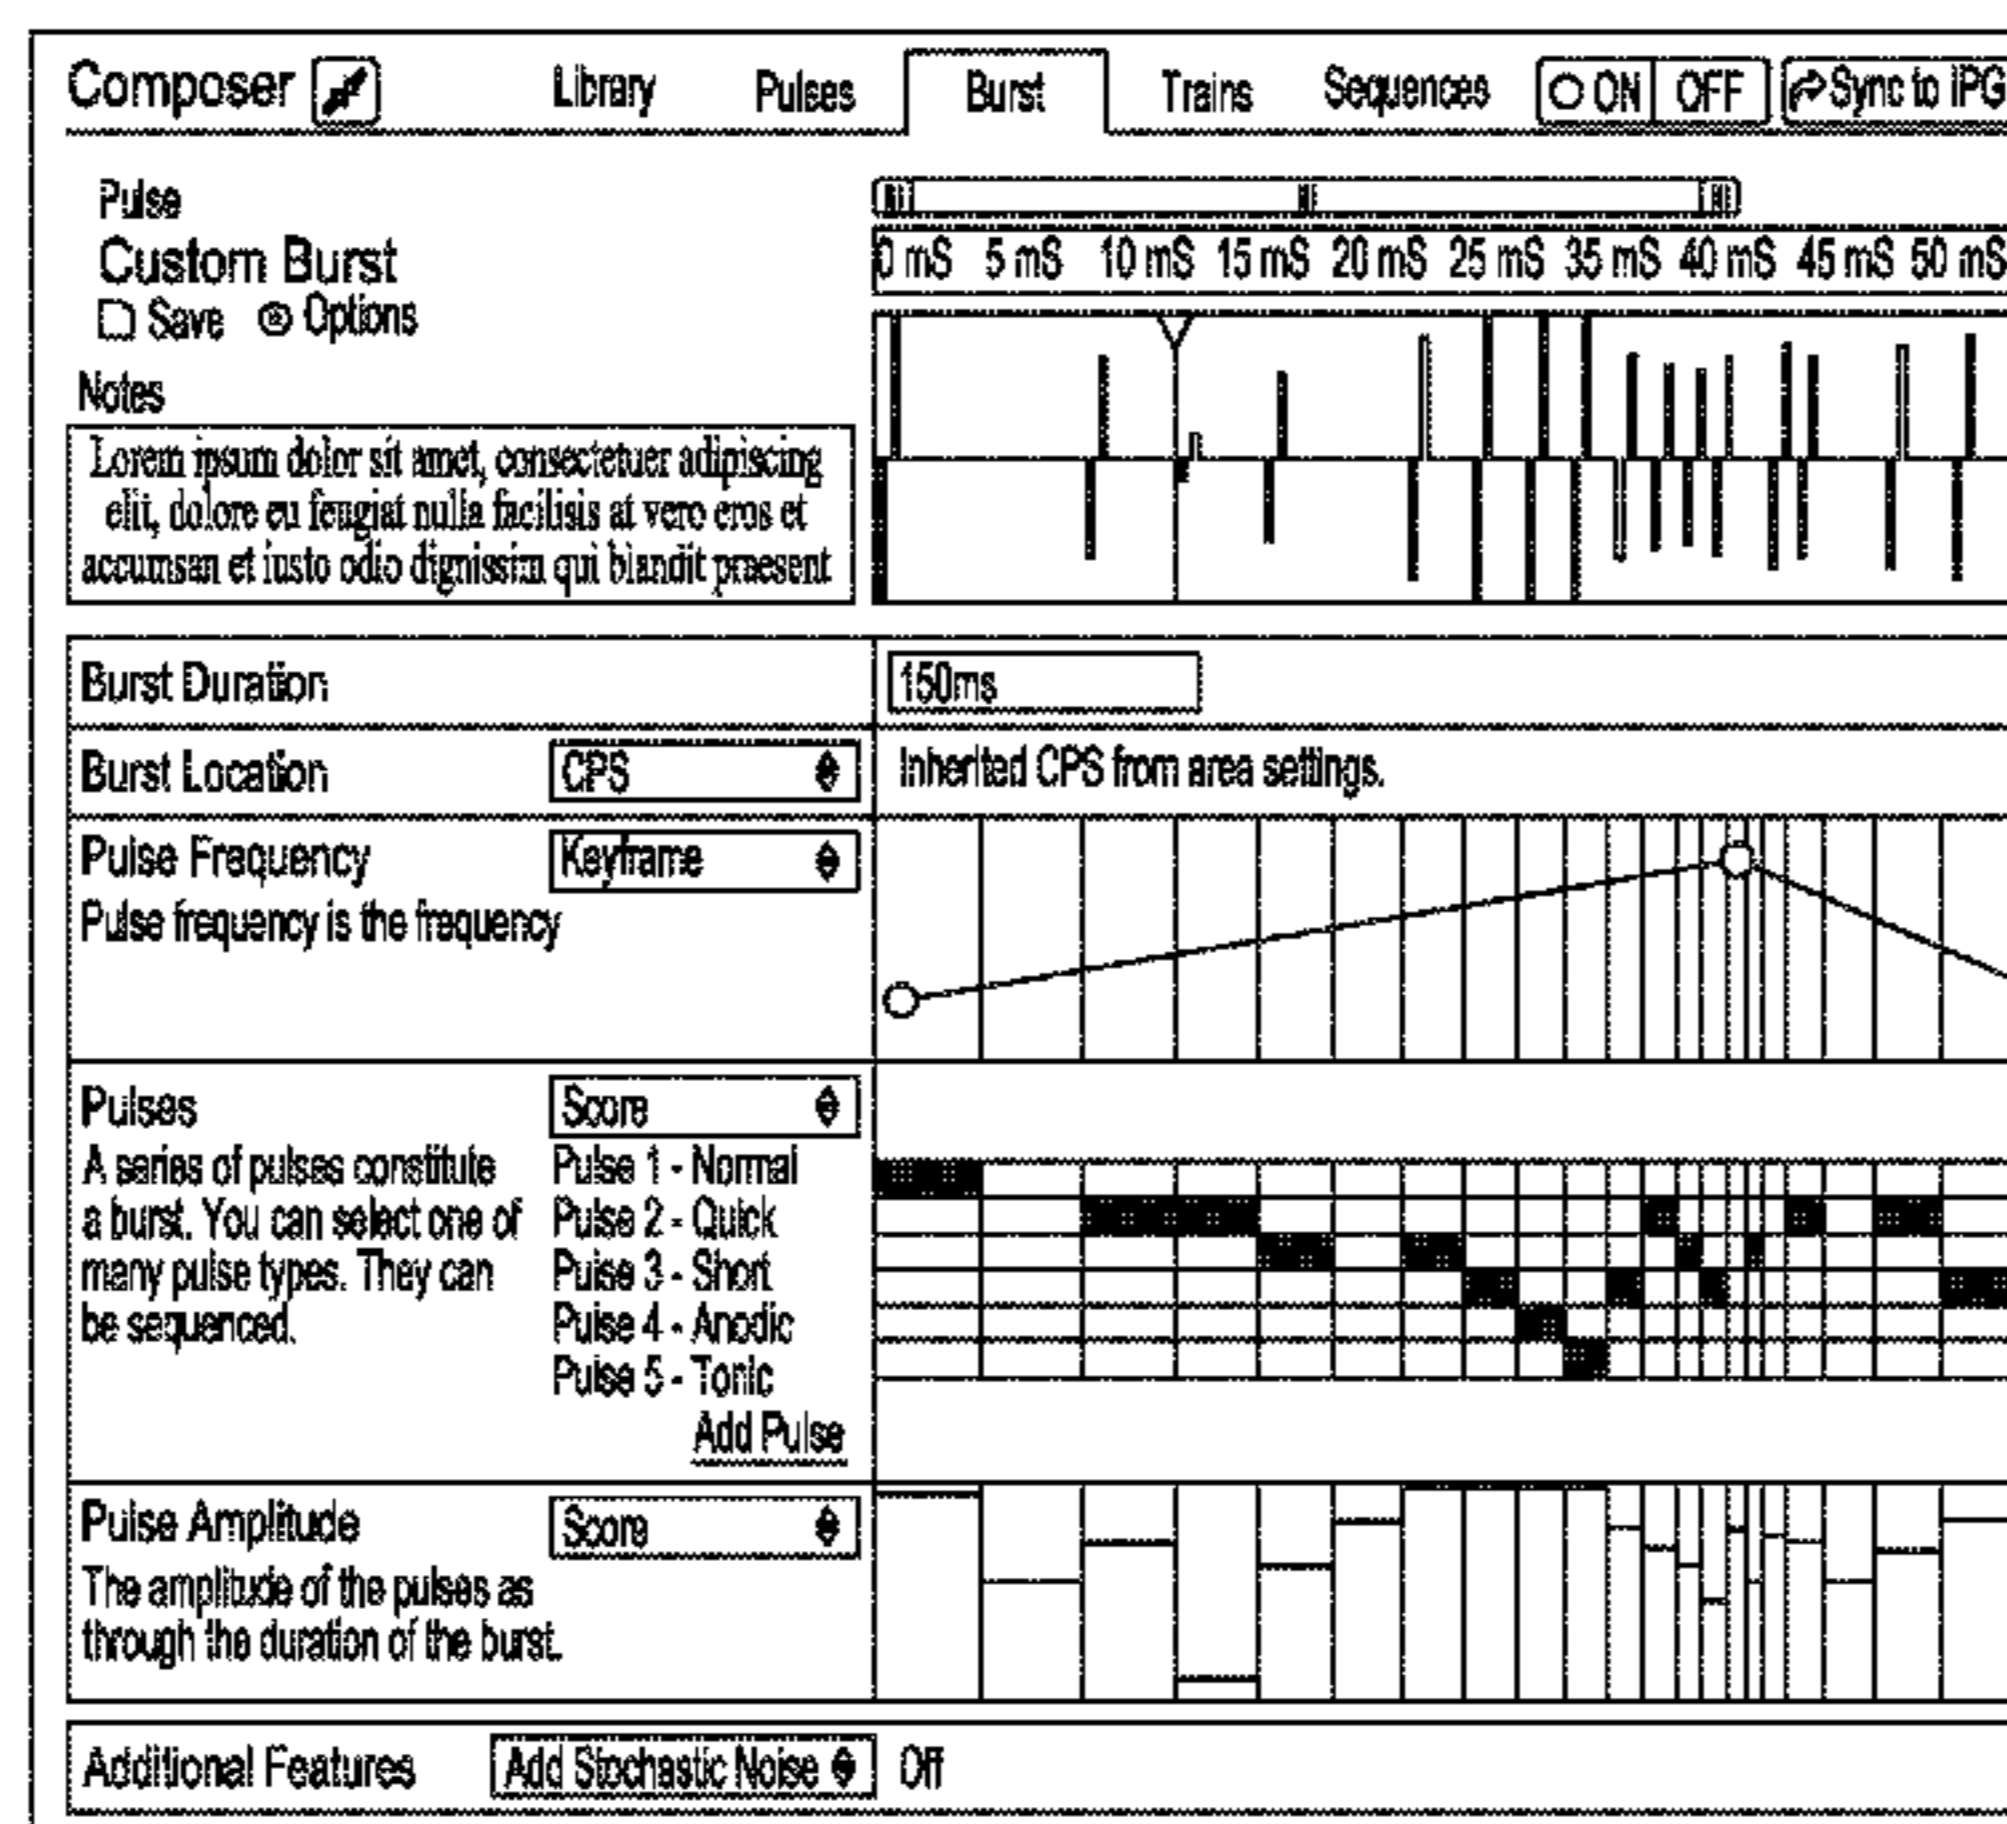 Composer Library Pulses Burst Trains Sequences ON OFF Sync to iPG
Pulse
Custom Burst
Save Options
0 mS 5 mS 10 mS 15 mS 20 mS 25 mS 35 mS 40 mS 45 mS 50 mS
Notes
Lorem ipsum dolor sit amet, consectetuer adipiscing
elit, dolore eu feugiat nulla facilisis at vero eros et
accumsan et iusto odio dignissim qui blandit praesent
Burst Duration 150ms
Burst Location CPS Inherited CPS from area settings.
Pulse Frequency Keyframe
Pulse frequency is the frequency
Pulses Score
A series of pulses constitute
a burst. You can select one of
many pulse types. They can
be sequenced.
Pulse 1 - Normal
Pulse 2 - Quick
Pulse 3 - Short
Pulse 4 - Anodic
Pulse 5 - Tonic
Add Pulse
Pulse Amplitude Score
The amplitude of the pulses as
through the duration of the burst.
Additional Features Add Stochastic Noise Off